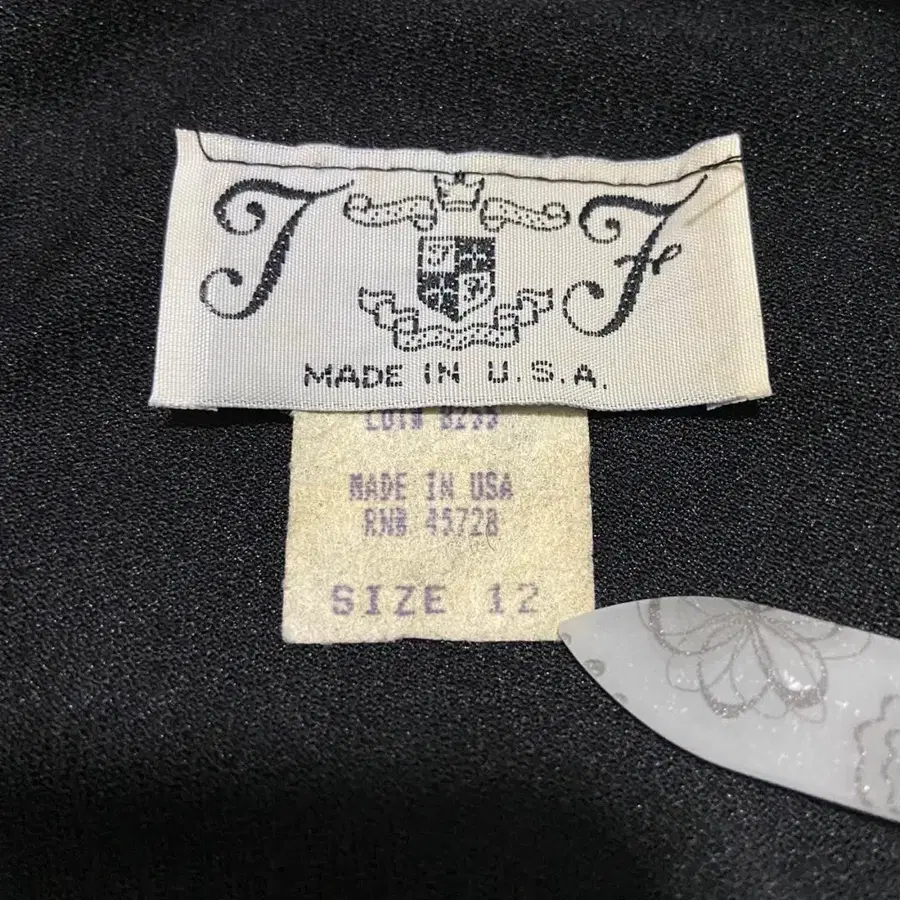 J F
MADE IN U.S.A.
MADE IN USA
RN# 45728
SIZE 12